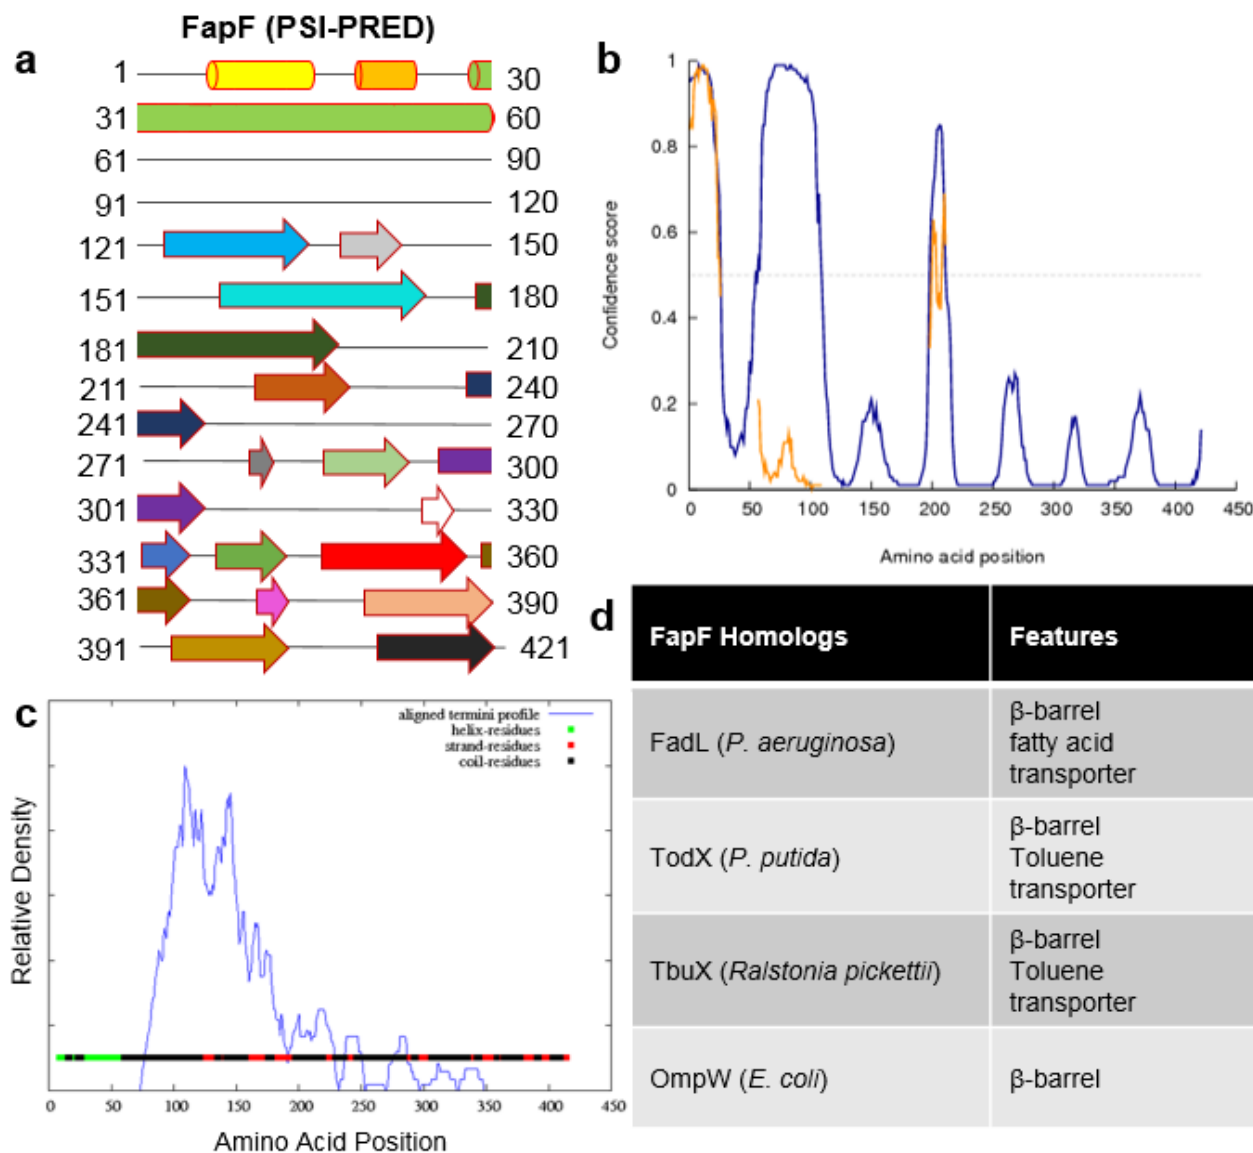 FapF (PSI-PRED)
a
1 30
31 60
61 90
91 120
121 150
151 180
181 210
211 240
241 270
271 300
301 330
331 360
361 390
391 421
b
1
0.8
0.6
0.4
0.2
0
Confidence score
0 50 100 150 200 250 300 350 400 450
Amino acid position
c
aligned termini profile
helix-residues
strand-residues
coil-residues
Relative Density
0 50 100 150 200 250 300 350 400 450
Amino Acid Position
d
FapF Homologs Features
FadL (P. aeruginosa) β-barrel
fatty acid
transporter
TodX (P. putida) β-barrel
Toluene
transporter
TbuX (Ralstonia pickettii) β-barrel
Toluene
transporter
OmpW (E. coli) β-barrel